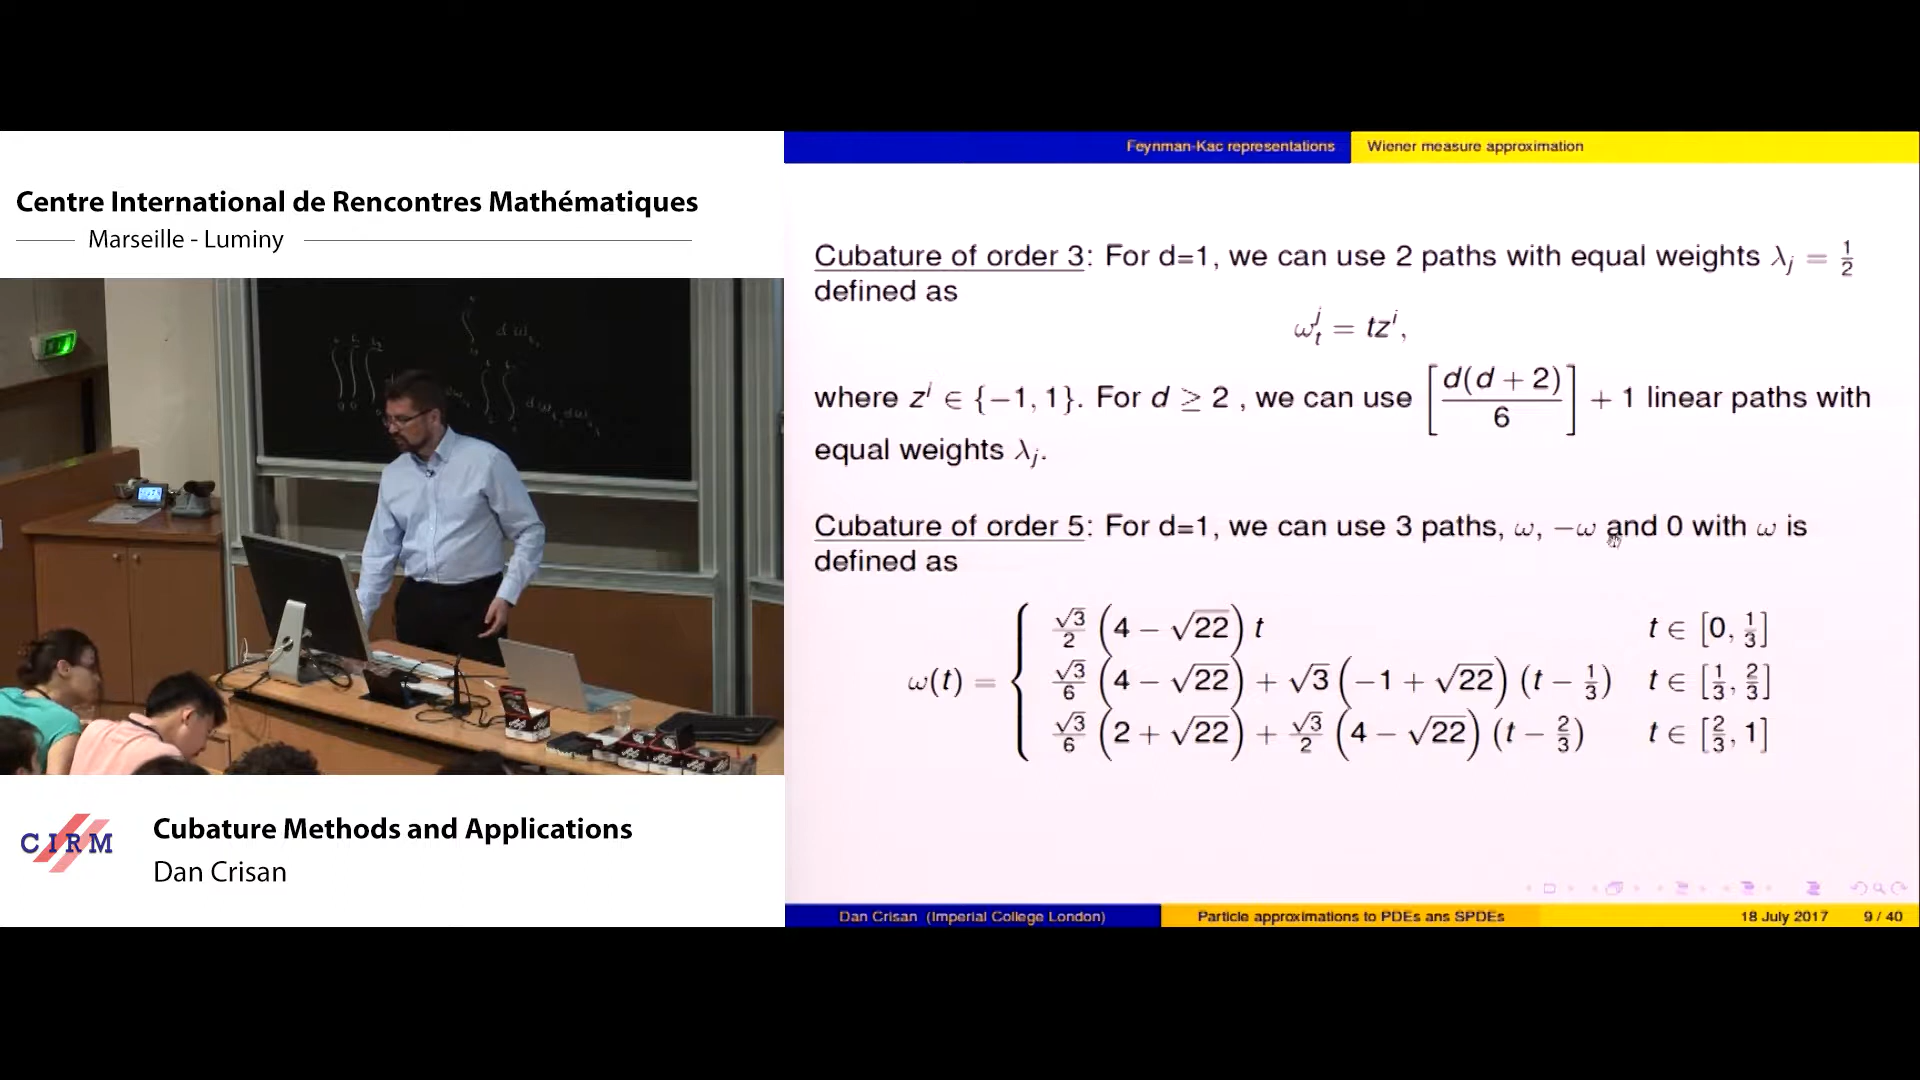 Centre International de Rencontres Mathématiques
Marseille - Luminy
CIRM
Cubature Methods and Applications
Dan Crisan
Feynman-Kac representations Wiener measure approximation
Cubature of order 3: For d=1, we can use 2 paths with equal weights λ_j = 1/2
defined as
ω_t^j = tz^i,
where z^i ∈ {−1, 1}. For d ≥ 2 , we can use [d(d + 2)/6] + 1 linear paths with
equal weights λ_j.
Cubature of order 5: For d=1, we can use 3 paths, ω, −ω and 0 with ω is
defined as
ω(t) = {
√3/2 (4 − √22) t t ∈ [0, 1/3]
√3/6 (4 − √22) + √3 (−1 + √22) (t − 1/3) t ∈ [1/3, 2/3]
√3/6 (2 + √22) + √3/2 (4 − √22) (t − 2/3) t ∈ [2/3, 1]
Dan Crisan (Imperial College London) Particle approximations to PDEs ans SPDEs 18 July 2017 9 / 40